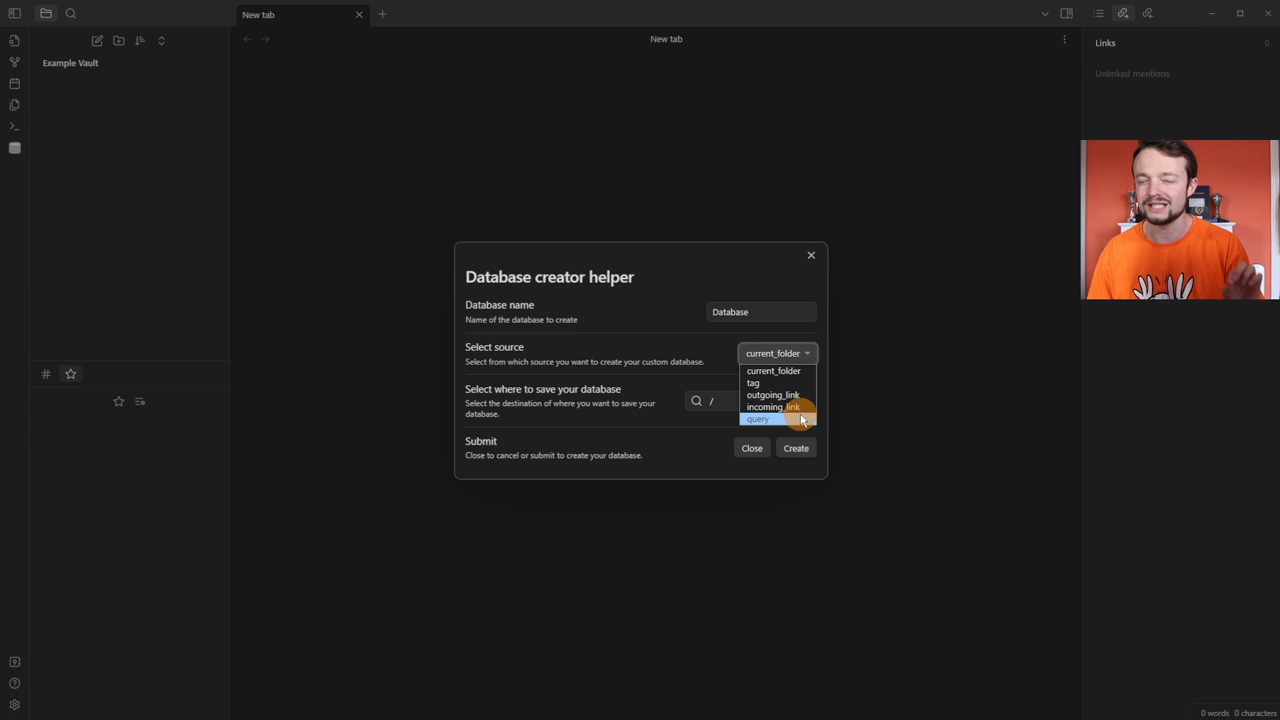 New tab
New tab
Links
0
Example Vault
Unlinked mentions
Database creator helper
Database name
Name of the database to create
Database
Select source
Select from which source you want to create your custom database.
current_folder
current_folder
tag
outgoing_link
incoming_link
query
Select where to save your database
Select the destination of where you want to save your
database.
/
Submit
Close to cancel or submit to create your database.
Close
Create
0 words 0 characters